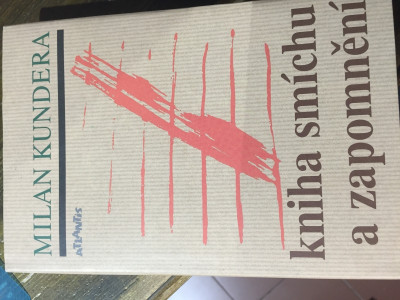 MILAN KUNDERA
ATLANTIS
kniha smíchu
a zapomnění